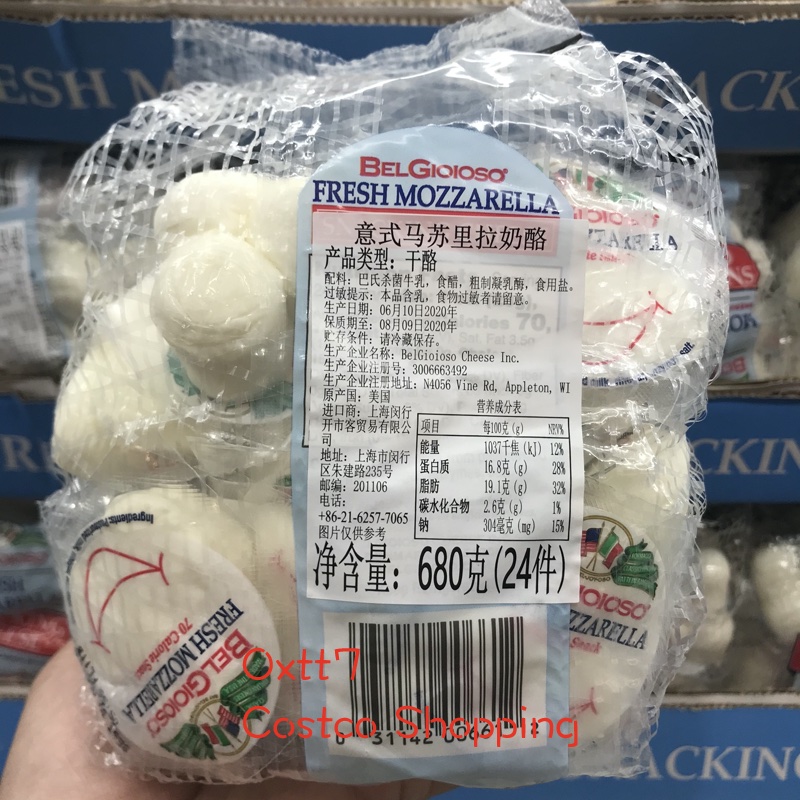 ESH M
ACK
BELGIOIOSO
FRESH MOZZARELLA
意式马苏里拉奶酪
产品类型：干酪
配料：巴氏杀菌牛乳，食醋，粗制凝乳酶，食用盐。
过敏提示：本品含乳，食物过敏者请留意。
生产日期：06月10日2020年
保质期至：08月09日2020年
贮存条件：请冷藏保存。
生产企业名称：BelGioioso Cheese Inc.
生产企业注册号：3006663492
生产企业注册地址：N4056 Vine Rd, Appleton, WI
原产国：美国
进口商：上海闵行
开市客贸易有限公
司
地址：上海市闵行
区朱建路235号
邮编：201106
电话：
+86-21-6257-7065
图片仅供参考
营养成分表
项目 每100克(g) NRV%
能量 1037千焦(kJ) 12%
蛋白质 16.8克(g) 28%
脂肪 19.1克(g) 32%
碳水化合物 2.6克(g) 1%
钠 304毫克(mg) 15%
净含量：680克(24件)
BELGIOIOSO
FRESH MOZZARELLA
70 Calorie
GIOIOSO
ZZARELLA
Snack
CKIN
ACKING
Oxtt7
Costco Shopping